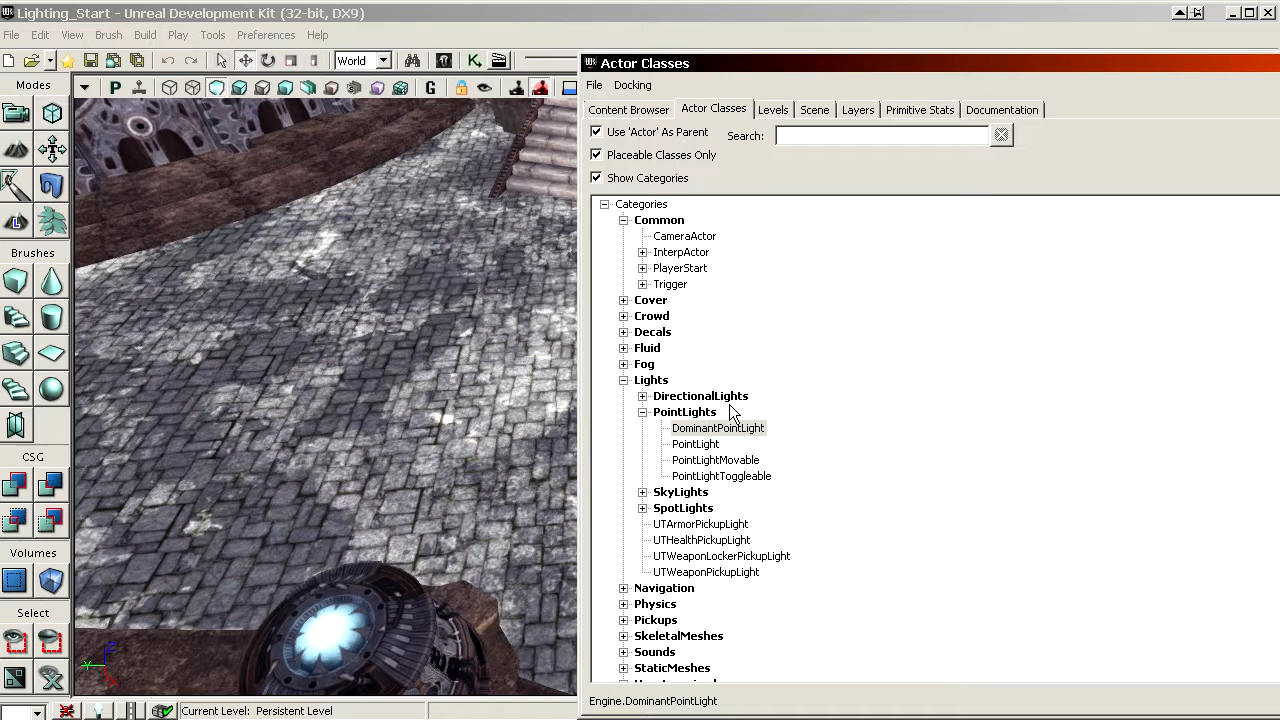 Lighting_Start - Unreal Development Kit (32-bit, DX9)
File Edit View Brush Build Play Tools Preferences Help
World
Modes
P
G
Brushes
CSC
Volumes
Select
Current Level: Persistent Level
Actor Classes
File Docking
Content Browser Actor Classes Levels Scene Layers Primitive Stats Documentation
Use 'Actor' As Parent
Search:
Placeable Classes Only
Show Categories
Categories
Common
CameraActor
InterpActor
PlayerStart
Trigger
Cover
Crowd
Decals
Fluid
Fog
Lights
DirectionalLights
PointLights
DominantPointLight
PointLight
PointLightMovable
PointLightToggleable
SkyLights
SpotLights
UTArmorPickupLight
UTHealthPickupLight
UTWeaponLockerPickupLight
UTWeaponPickupLight
Navigation
Physics
Pickups
SkeletalMeshes
Sounds
StaticMeshes
Engine.DominantPointLight